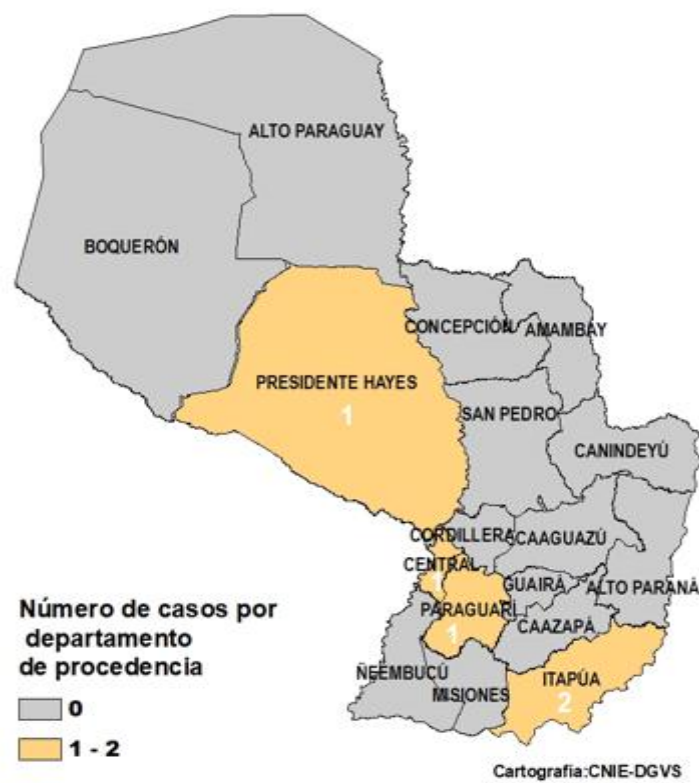 ALTO PARAGUAY
BOQUERÓN
CONCEPCIÓN
AMAMBAY
PRESIDENTE HAYES
1
SAN PEDRO
CANINDEYÚ
CORDILLERA
CAAGUAZÚ
CENTRAL
1
GUAIRÁ
ALTO PARANÁ
PARAGUARÍ
1
CAAZAPÁ
ÑEEMBUCÚ
MISIONES
ITAPÚA
2
Número de casos por
departamento
de procedencia
0
1 - 2
Cartografía:CNIE-DGVS